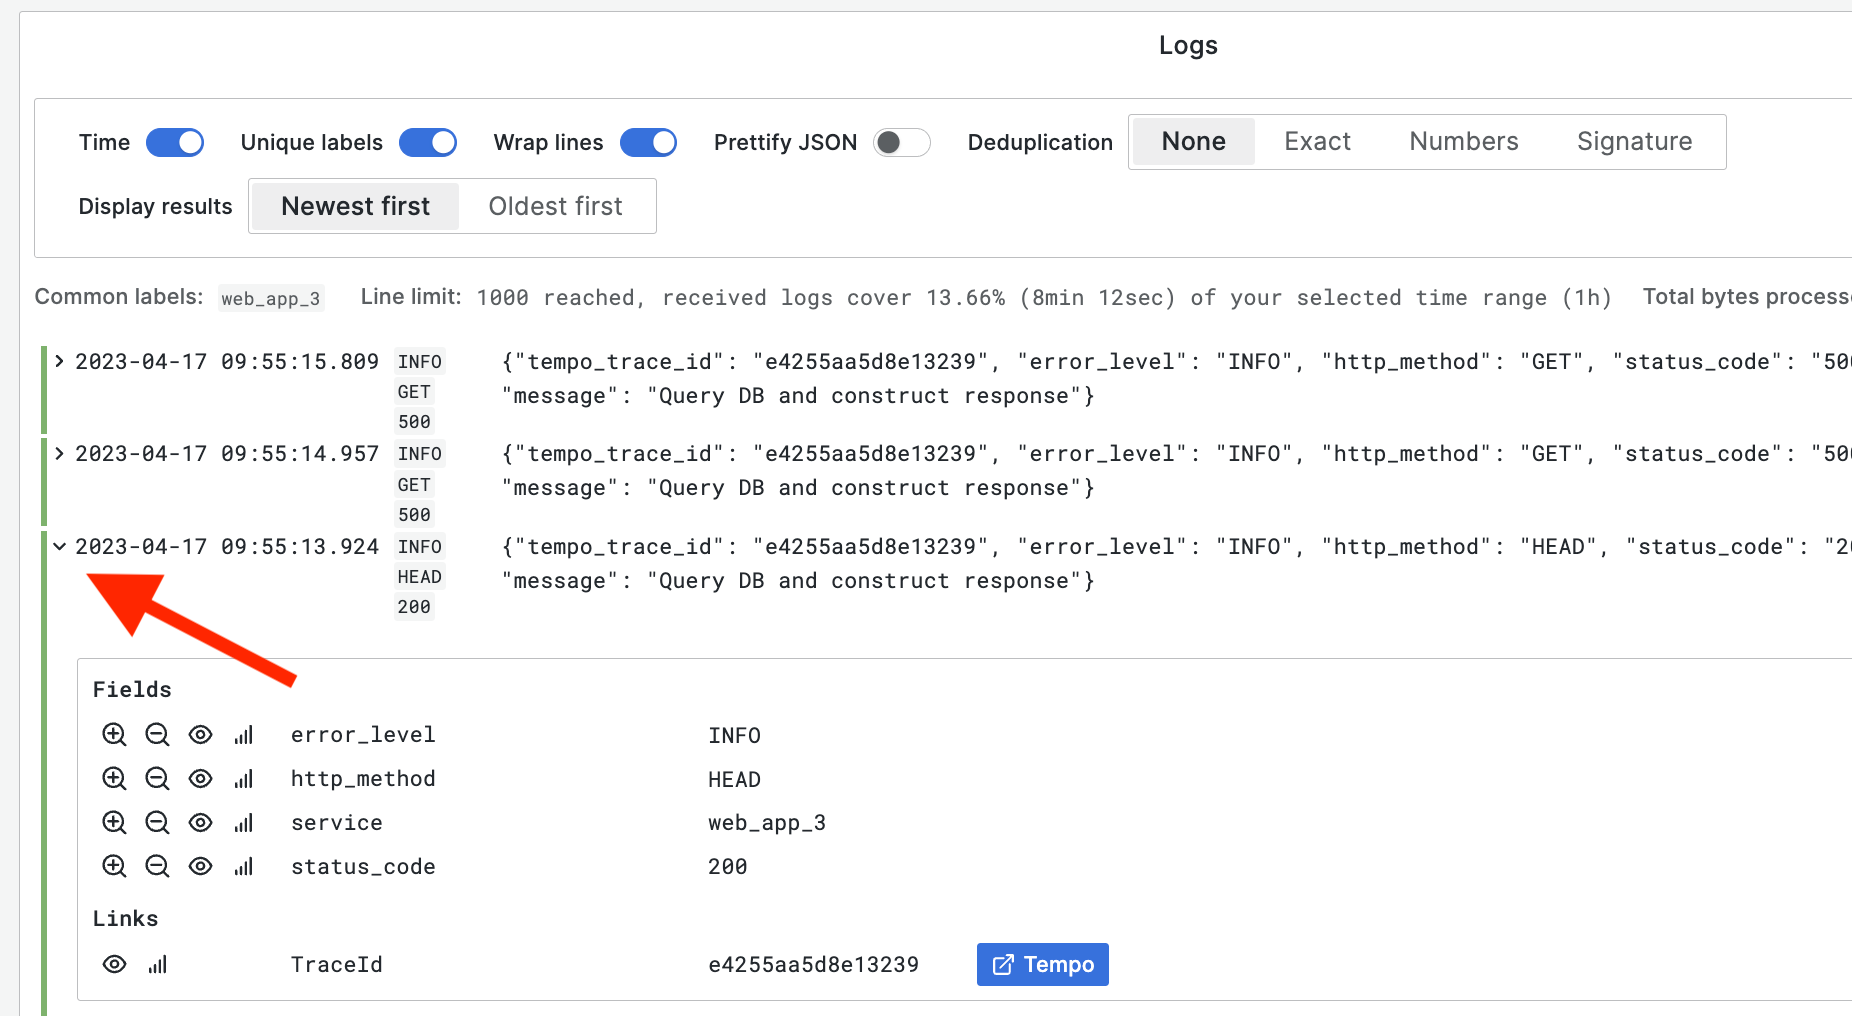 Logs
Time Unique labels Wrap lines Prettify JSON Deduplication None Exact Numbers Signature
Display results Newest first Oldest first
Common labels: web_app_3 Line limit: 1000 reached, received logs cover 13.66% (8min 12sec) of your selected time range (1h) Total bytes
2023-04-17 09:55:15.809 INFO {"tempo_trace_id": "e4255aa5d8e13239", "error_level": "INFO", "http_method": "GET", "status_code":
GET "message": "Query DB and construct response"}
500
2023-04-17 09:55:14.957 INFO {"tempo_trace_id": "e4255aa5d8e13239", "error_level": "INFO", "http_method": "GET", "status_code":
GET "message": "Query DB and construct response"}
500
2023-04-17 09:55:13.924 INFO {"tempo_trace_id": "e4255aa5d8e13239", "error_level": "INFO", "http_method": "HEAD", "status_code":
HEAD "message": "Query DB and construct response"}
200
Fields
error_level INFO
http_method HEAD
service web_app_3
status_code 200
Links
TraceId e4255aa5d8e13239 Tempo